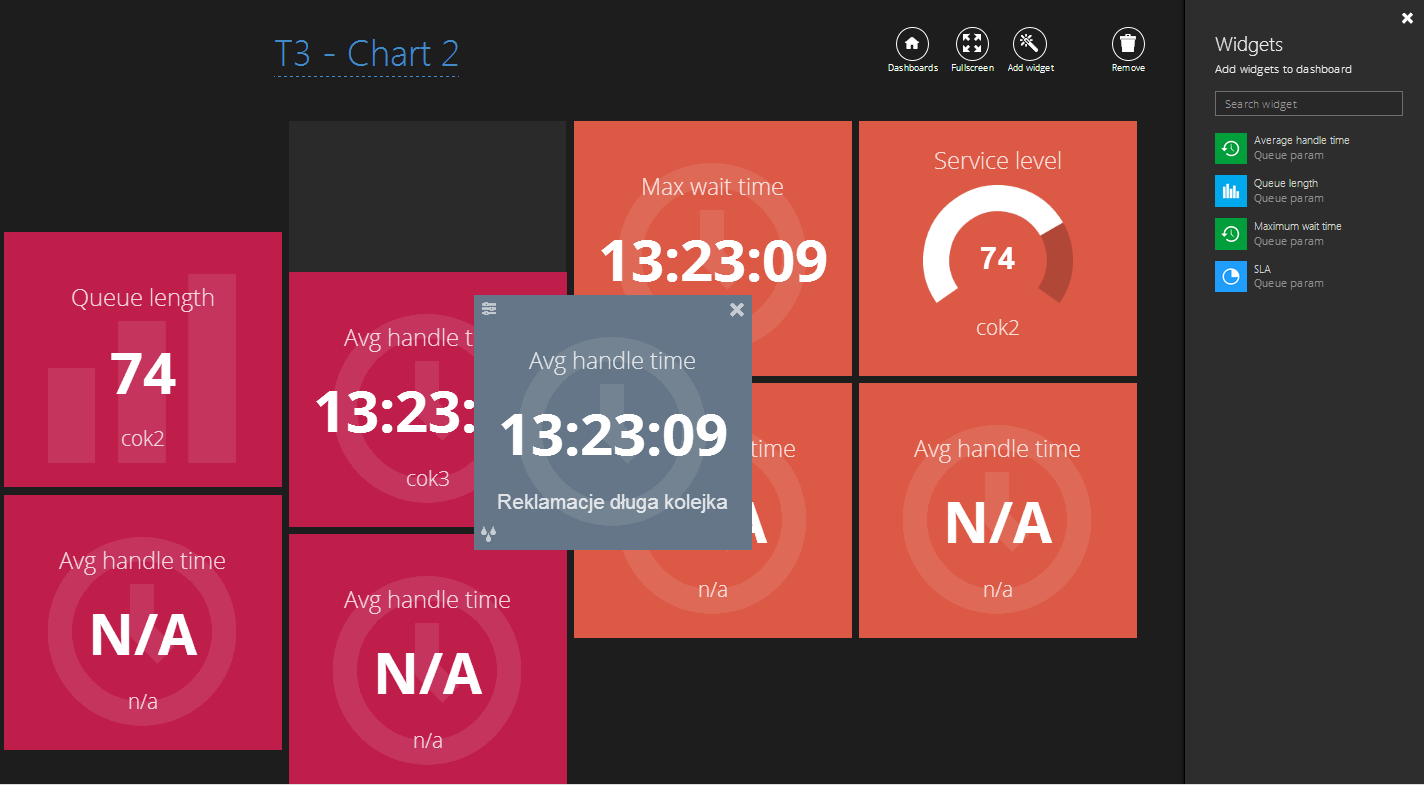 T3 - Chart 2
Dashboards
Fullscreen
Add widget
Remove
Queue length
74
cok2
Avg handle time
N/A
n/a
Avg handle t
13:23:
cok3
Avg handle time
N/A
n/a
Avg handle time
13:23:09
Reklamacje długa kolejka
Max wait time
13:23:09
time
n/a
Service level
74
cok2
Avg handle time
N/A
n/a
Widgets
Add widgets to dashboard
Search widget
Average handle time
Queue param
Queue length
Queue param
Maximum wait time
Queue param
SLA
Queue param